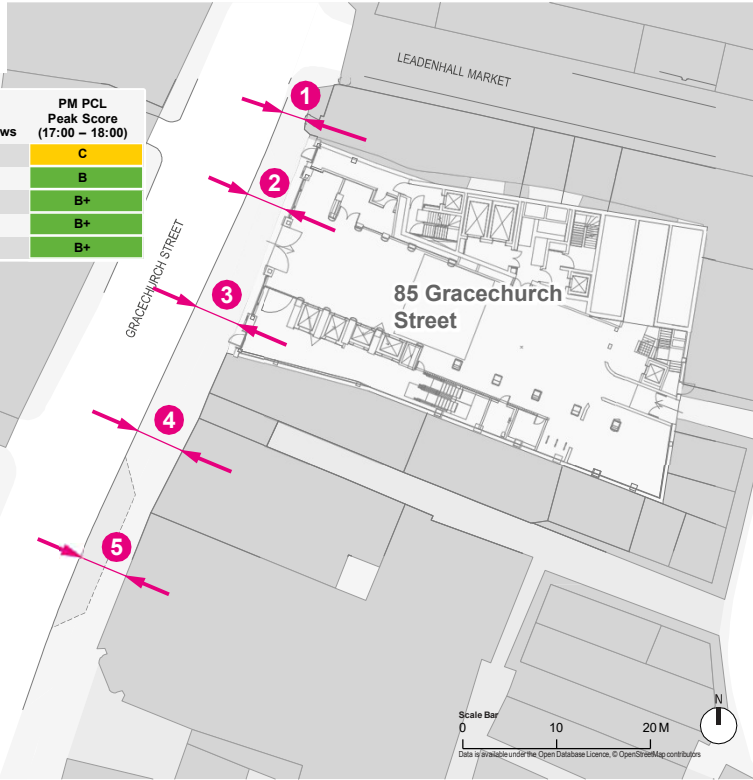 LEADENHALL MARKET
1
ws
PM PCL
Peak Score
(17:00 – 18:00)
C
B
B+
B+
B+
2
GRACECHURCH STREET
3
85 Gracechurch
Street
4
5
N
Scale Bar
0 10 20 M
Data is available under the Open Database Licence, © OpenStreetMap contributors